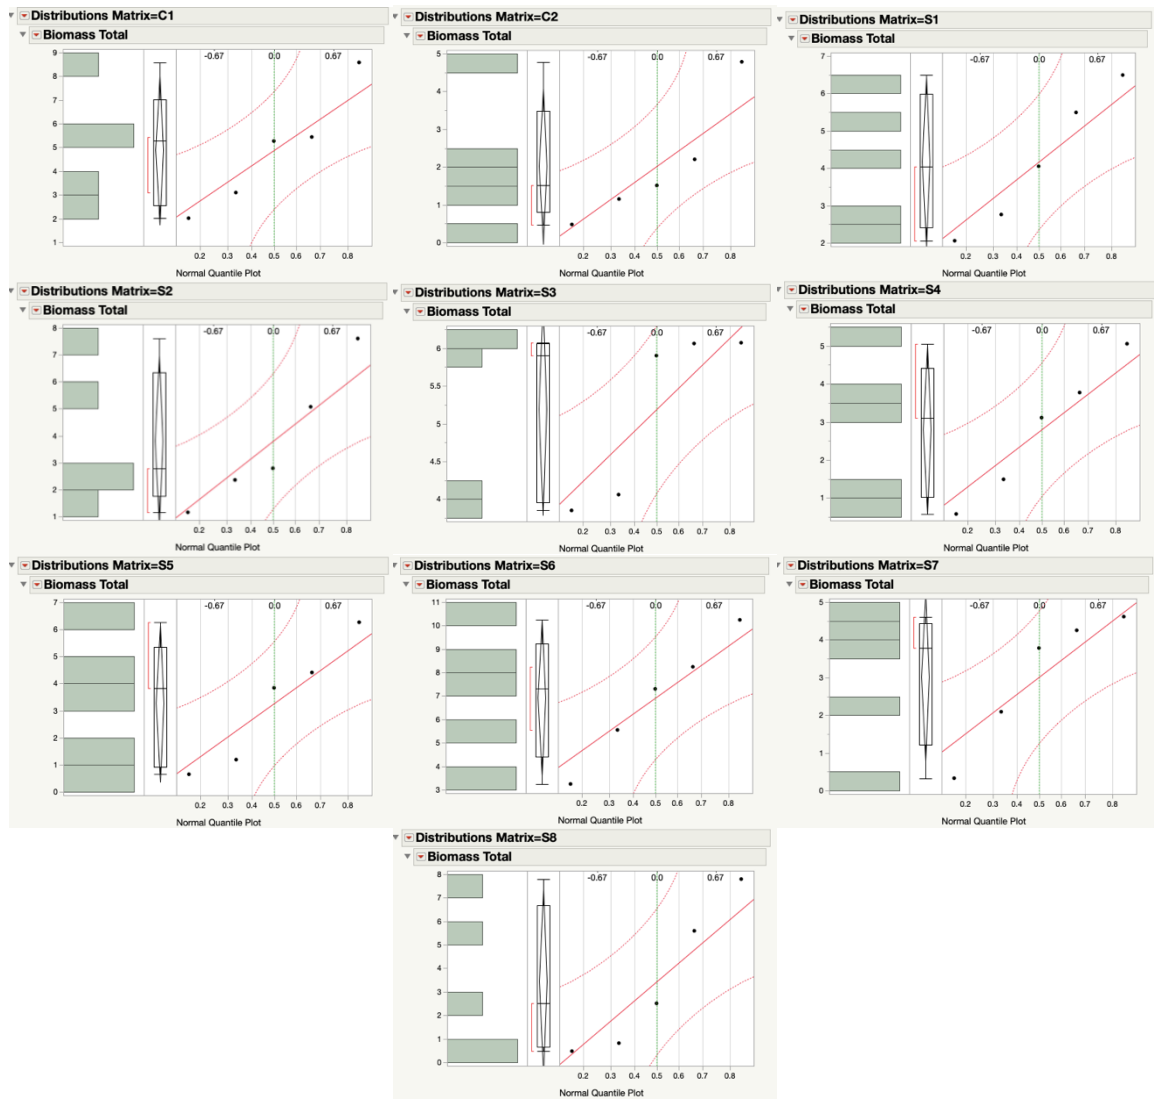 Distributions Matrix=C1
Biomass Total
-0.67 0.0 0.67
9
8
7
6
5
4
3
2
1
0.2 0.3 0.4 0.5 0.6 0.7 0.8
Normal Quantile Plot
Distributions Matrix=C2
Biomass Total
-0.67 0.0 0.67
5
4
3
2
1
0
0.2 0.3 0.4 0.5 0.6 0.7 0.8
Normal Quantile Plot
Distributions Matrix=S1
Biomass Total
-0.67 0.0 0.67
7
6
5
4
3
2
0.2 0.3 0.4 0.5 0.6 0.7 0.8
Normal Quantile Plot
Distributions Matrix=S2
Biomass Total
-0.67 0.0 0.67
8
7
6
5
4
3
2
1
0.2 0.3 0.4 0.5 0.6 0.7 0.8
Normal Quantile Plot
Distributions Matrix=S3
Biomass Total
-0.67 0.0 0.67
6
5.5
5
4.5
4
0.2 0.3 0.4 0.5 0.6 0.7 0.8
Normal Quantile Plot
Distributions Matrix=S4
Biomass Total
-0.67 0.0 0.67
5
4
3
2
1
0.2 0.3 0.4 0.5 0.6 0.7 0.8
Normal Quantile Plot
Distributions Matrix=S5
Biomass Total
-0.67 0.0 0.67
7
6
5
4
3
2
1
0
0.2 0.3 0.4 0.5 0.6 0.7 0.8
Normal Quantile Plot
Distributions Matrix=S6
Biomass Total
-0.67 0.0 0.67
11
10
9
8
7
6
5
4
3
0.2 0.3 0.4 0.5 0.6 0.7 0.8
Normal Quantile Plot
Distributions Matrix=S7
Biomass Total
-0.67 0.0 0.67
5
4
3
2
1
0
0.2 0.3 0.4 0.5 0.6 0.7 0.8
Normal Quantile Plot
Distributions Matrix=S8
Biomass Total
-0.67 0.0 0.67
8
7
6
5
4
3
2
1
0
0.2 0.3 0.4 0.5 0.6 0.7 0.8
Normal Quantile Plot